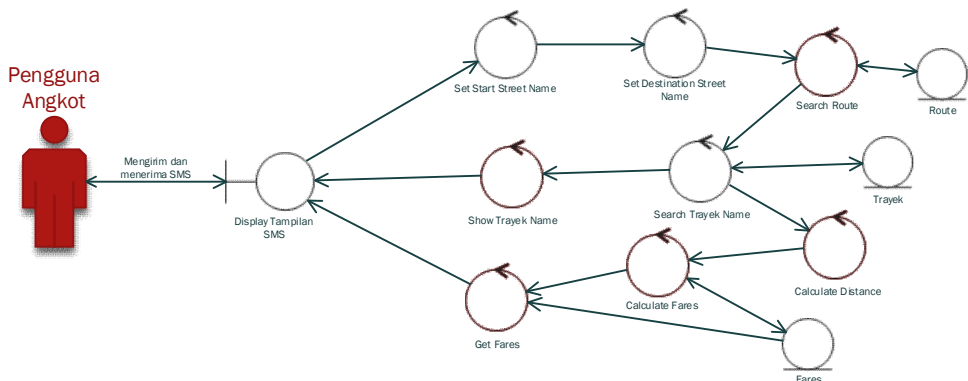 Pengguna
Angkot
Mengirim dan
menerima SMS
Display Tampilan
SMS
Set Start Street Name
Set Destination Street
Name
Search Route
Route
Show Trayek Name
Search Trayek Name
Trayek
Calculate Distance
Calculate Fares
Get Fares
Fares